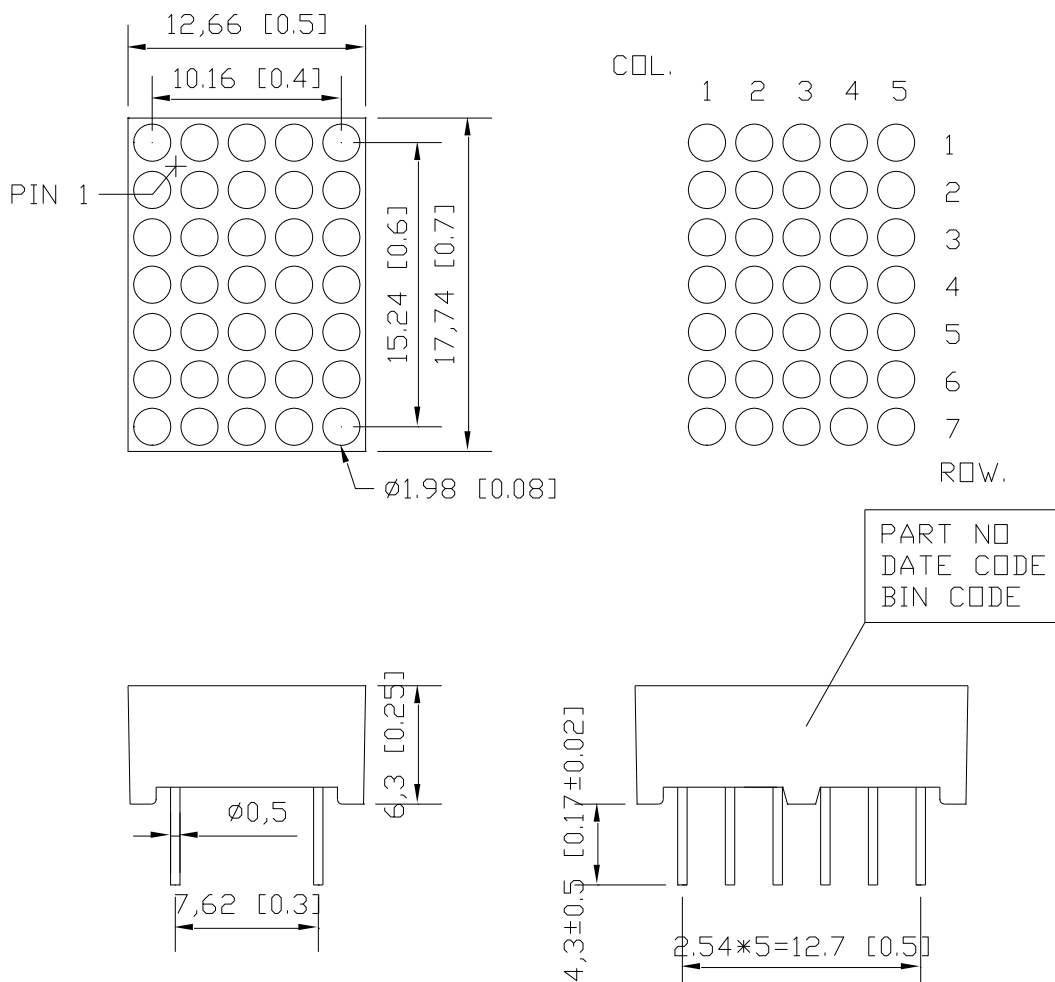 12,66 [0.5]
10.16 [0.4]
PIN 1
15.24 [0.6]
17,74 [0.7]
ø1.98 [0.08]
COL.
1 2 3 4 5
1
2
3
4
5
6
7
ROW.
PART NO
DATE CODE
BIN CODE
6,3 [0.25]
ø0,5
7,62 [0.3]
4,3±0.5 [0.17±0.02]
2.54*5=12.7 [0.5]